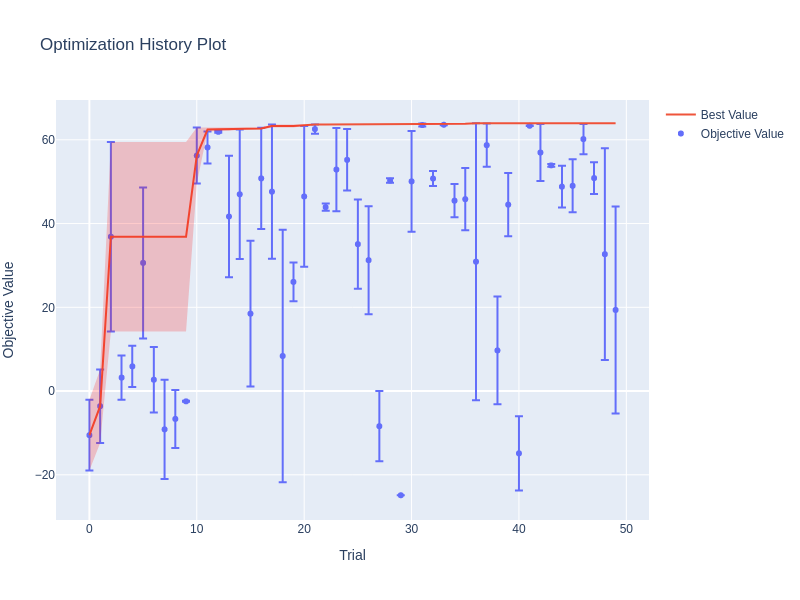 Optimization History Plot
Best Value
Objective Value
60
40
20
0
−20
Objective Value
0 10 20 30 40 50
Trial